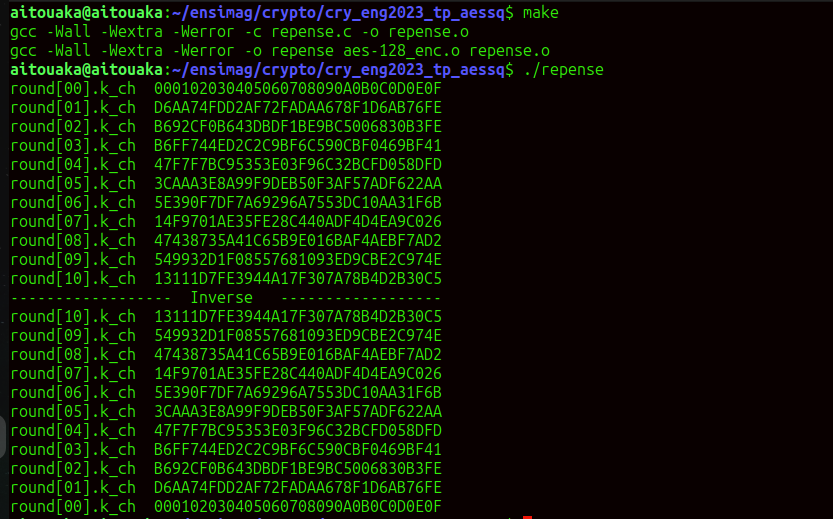 aitouaka@aitouaka:~/ensimag/crypto/cry_eng2023_tp_aessq$ make
gcc -Wall -Wextra -Werror -c repense.c -o repense.o
gcc -Wall -Wextra -Werror -o repense aes-128_enc.o repense.o
aitouaka@aitouaka:~/ensimag/crypto/cry_eng2023_tp_aessq$ ./repense
round[00].k_ch 000102030405060708090A0B0C0D0E0F
round[01].k_ch D6AA74FDD2AF72FADAA678F1D6AB76FE
round[02].k_ch B692CF0B643DBDF1BE9BC5006830B3FE
round[03].k_ch B6FF744ED2C2C9BF6C590CBF0469BF41
round[04].k_ch 47F7F7BC95353E03F96C32BCFD058DFD
round[05].k_ch 3CAAA3E8A99F9DEB50F3AF57ADF622AA
round[06].k_ch 5E390F7DF7A69296A7553DC10AA31F6B
round[07].k_ch 14F9701AE35FE28C440ADF4D4EA9C026
round[08].k_ch 47438735A41C65B9E016BAF4AEBF7AD2
round[09].k_ch 549932D1F08557681093ED9CBE2C974E
round[10].k_ch 13111D7FE3944A17F307A78B4D2B30C5
------------------ Inverse ------------------
round[10].k_ch 13111D7FE3944A17F307A78B4D2B30C5
round[09].k_ch 549932D1F08557681093ED9CBE2C974E
round[08].k_ch 47438735A41C65B9E016BAF4AEBF7AD2
round[07].k_ch 14F9701AE35FE28C440ADF4D4EA9C026
round[06].k_ch 5E390F7DF7A69296A7553DC10AA31F6B
round[05].k_ch 3CAAA3E8A99F9DEB50F3AF57ADF622AA
round[04].k_ch 47F7F7BC95353E03F96C32BCFD058DFD
round[03].k_ch B6FF744ED2C2C9BF6C590CBF0469BF41
round[02].k_ch B692CF0B643DBDF1BE9BC5006830B3FE
round[01].k_ch D6AA74FDD2AF72FADAA678F1D6AB76FE
round[00].k_ch 000102030405060708090A0B0C0D0E0F
aitouaka@aitouaka:~/ensimag/crypto/cry_eng2023_tp_aessq$